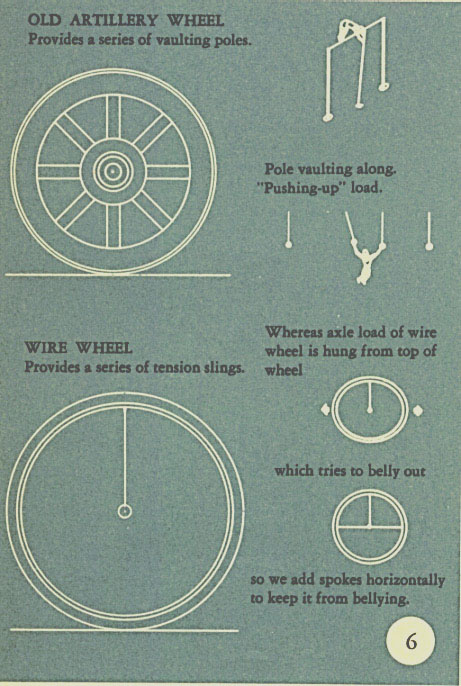 OLD ARTILLERY WHEEL
Provides a series of vaulting poles.
Pole vaulting along.
"Pushing-up" load.
WIRE WHEEL
Provides a series of tension slings.
Whereas axle load of wire
wheel is hung from top of
wheel
which tries to belly out
so we add spokes horizontally
to keep it from bellying.
6